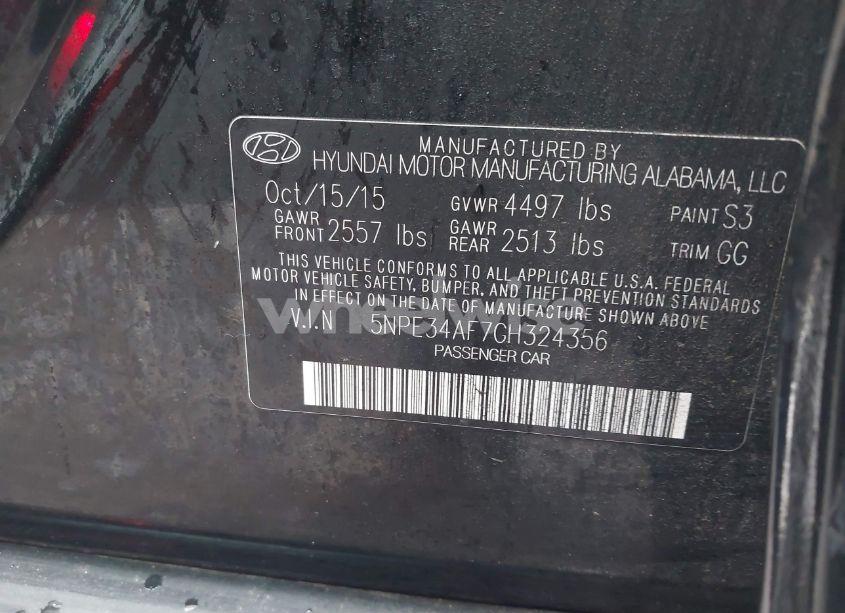 MANUFACTURED BY
HYUNDAI MOTOR MANUFACTURING ALABAMA, LLC
Oct/15/15 GVWR 4497 lbs PAINT S3
GAWR FRONT 2557 lbs GAWR REAR 2513 lbs TRIM GG
THIS VEHICLE CONFORMS TO ALL APPLICABLE U.S.A. FEDERAL
MOTOR VEHICLE SAFETY, BUMPER, AND THEFT PREVENTION STANDARDS
IN EFFECT ON THE DATE OF MANUFACTURE SHOWN ABOVE
V.I.N 5NPE34AF7GH324356
PASSENGER CAR
wheelwise